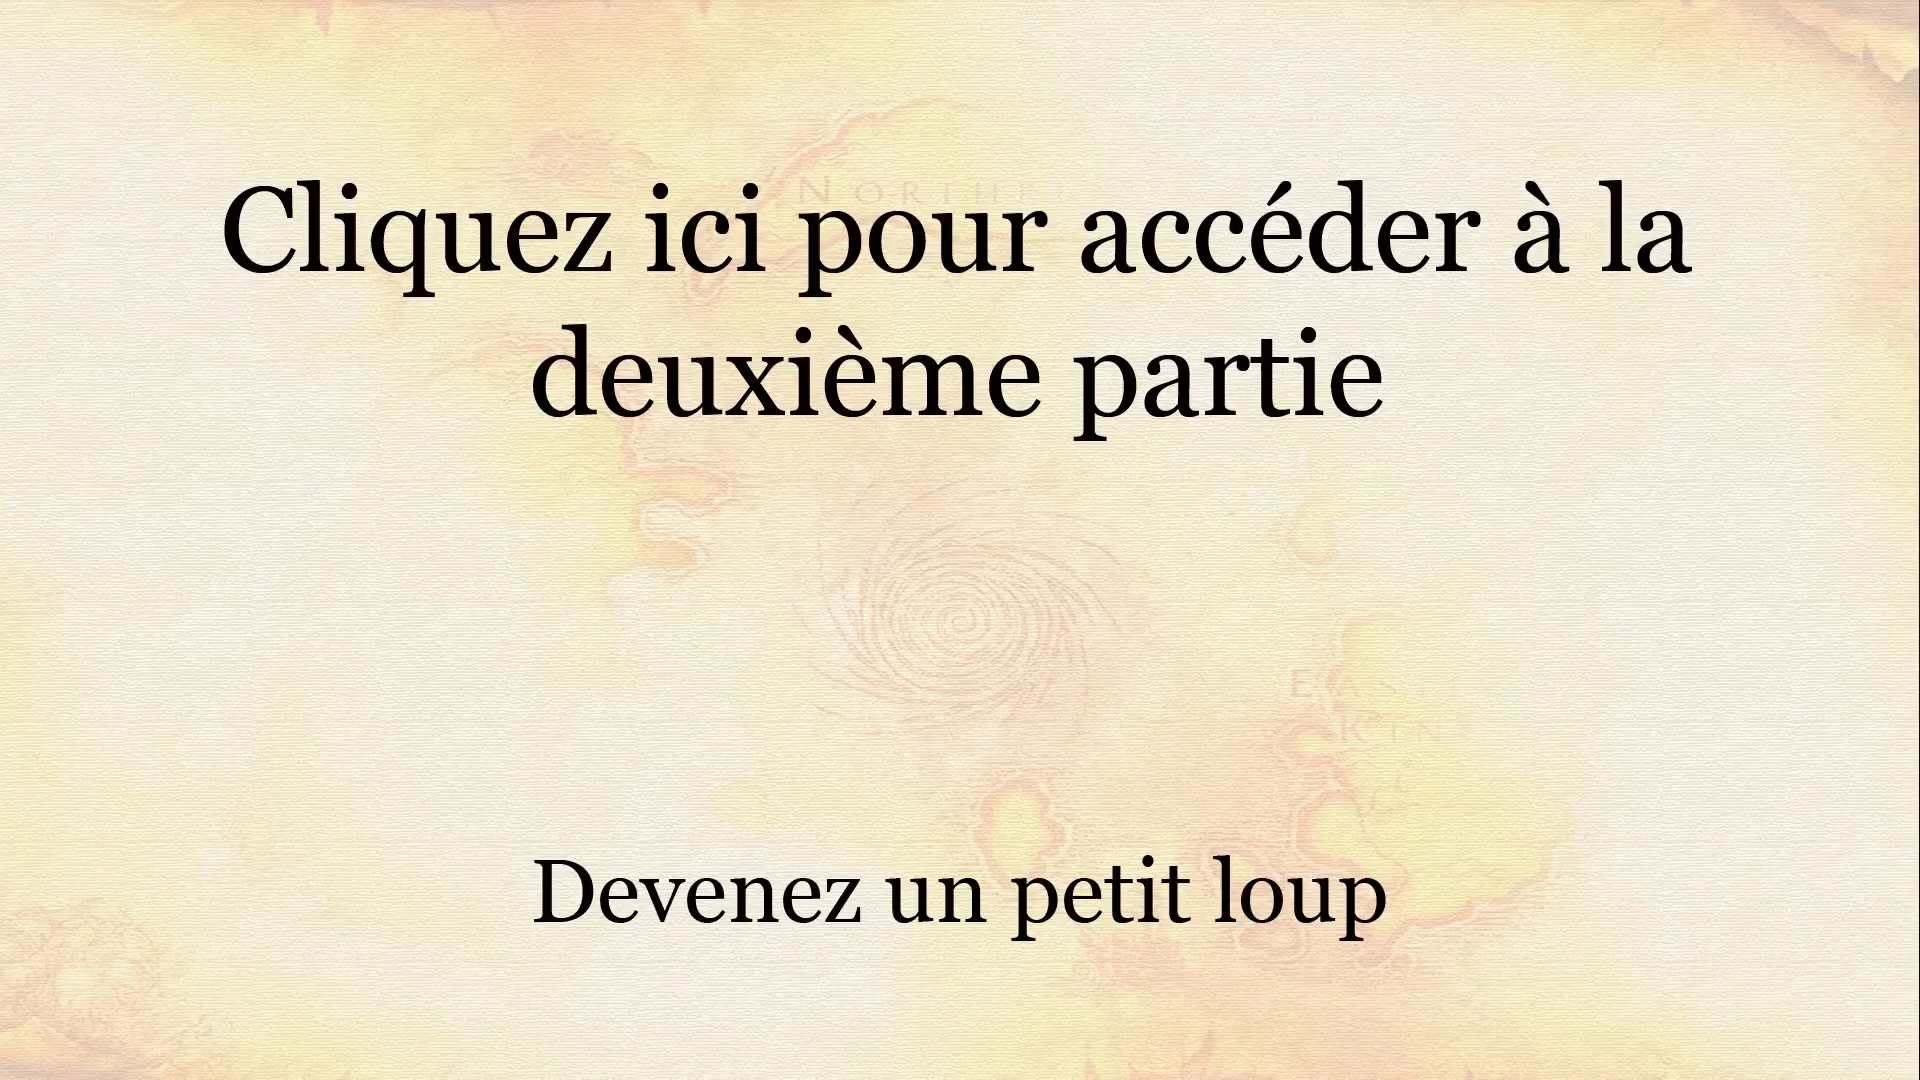 Cliquez ici pour accéder à la
deuxième partie
Devenez un petit loup